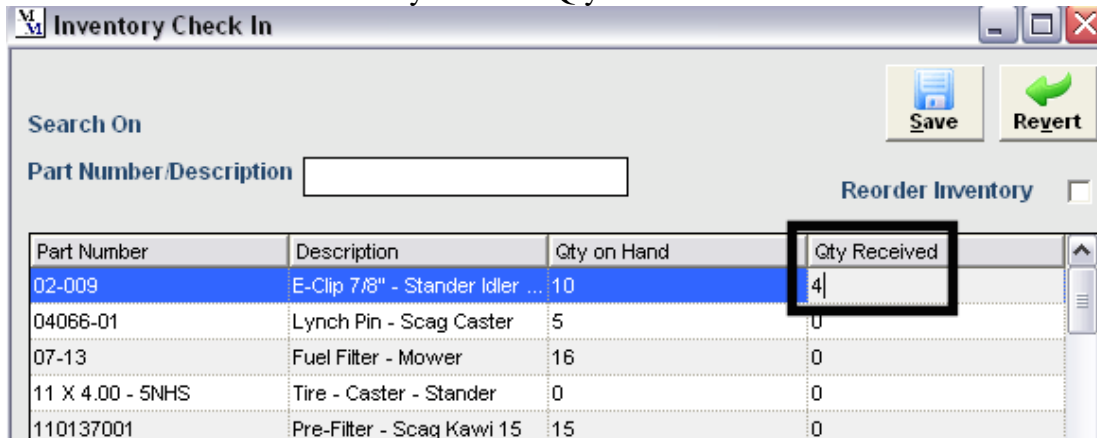 Inventory Check In
Save Revert
Search On
Part Number/Description
Reorder Inventory
Part Number Description Qty on Hand Qty Received
02-009 E-Clip 7/8" - Stander Idler ... 10 4
04066-01 Lynch Pin - Scag Caster 5 0
07-13 Fuel Filter - Mower 16 0
11 X 4.00 - 5NHS Tire - Caster - Stander 0 0
110137001 Pre-Filter - Scag Kawi 15 15 0